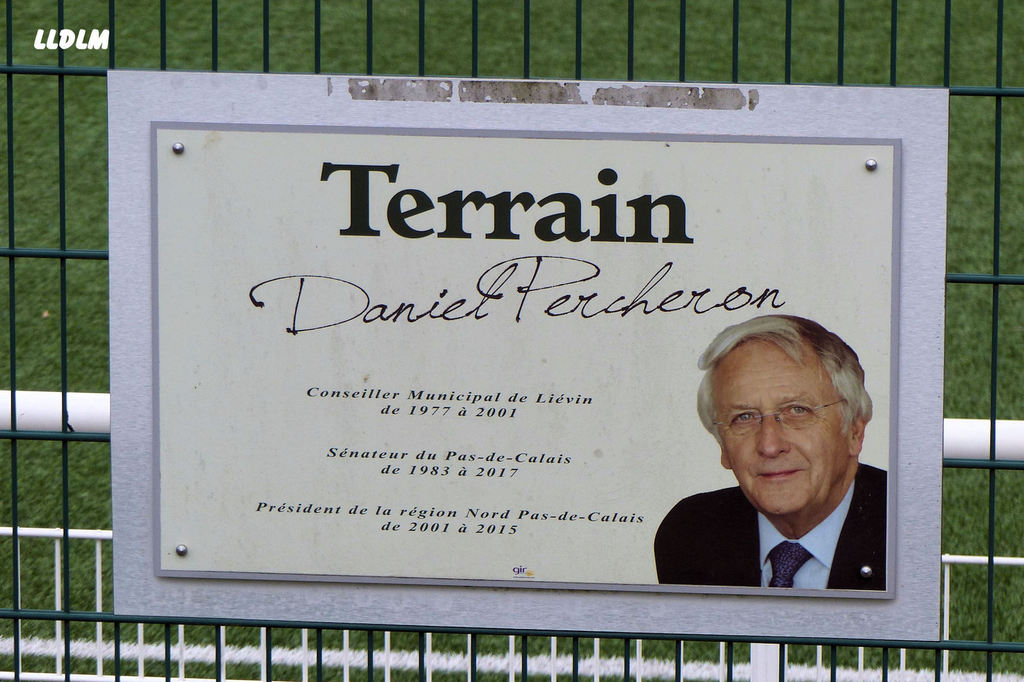 LLDLM
Terrain
Daniel Percheron
Conseiller Municipal de Liévin
de 1977 à 2001
Sénateur du Pas-de-Calais
de 1983 à 2017
Président de la région Nord Pas-de-Calais
de 2001 à 2015
gir